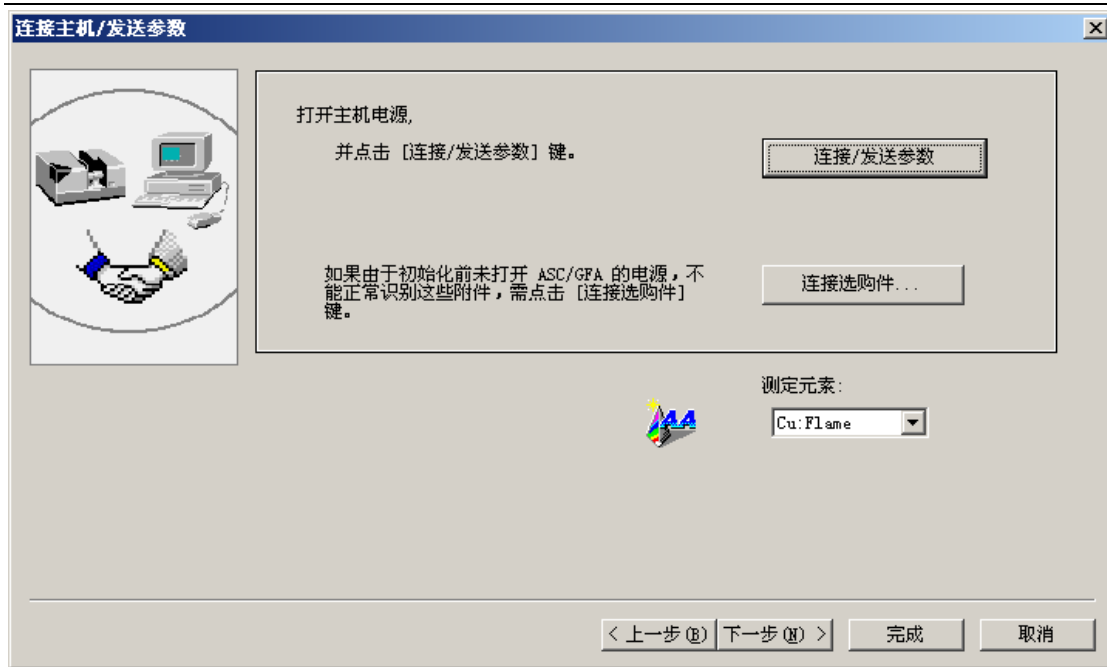 连接主机/发送参数
打开主机电源,
并点击 [连接/发送参数] 键。
连接/发送参数
如果由于初始化前未打开 ASC/GFA 的电源，不
能正常识别这些附件，需点击 [连接选购件]
键。
连接选购件...
测定元素:
AA
Cu:Flame
< 上一步(B)
下一步(N) >
完成
取消